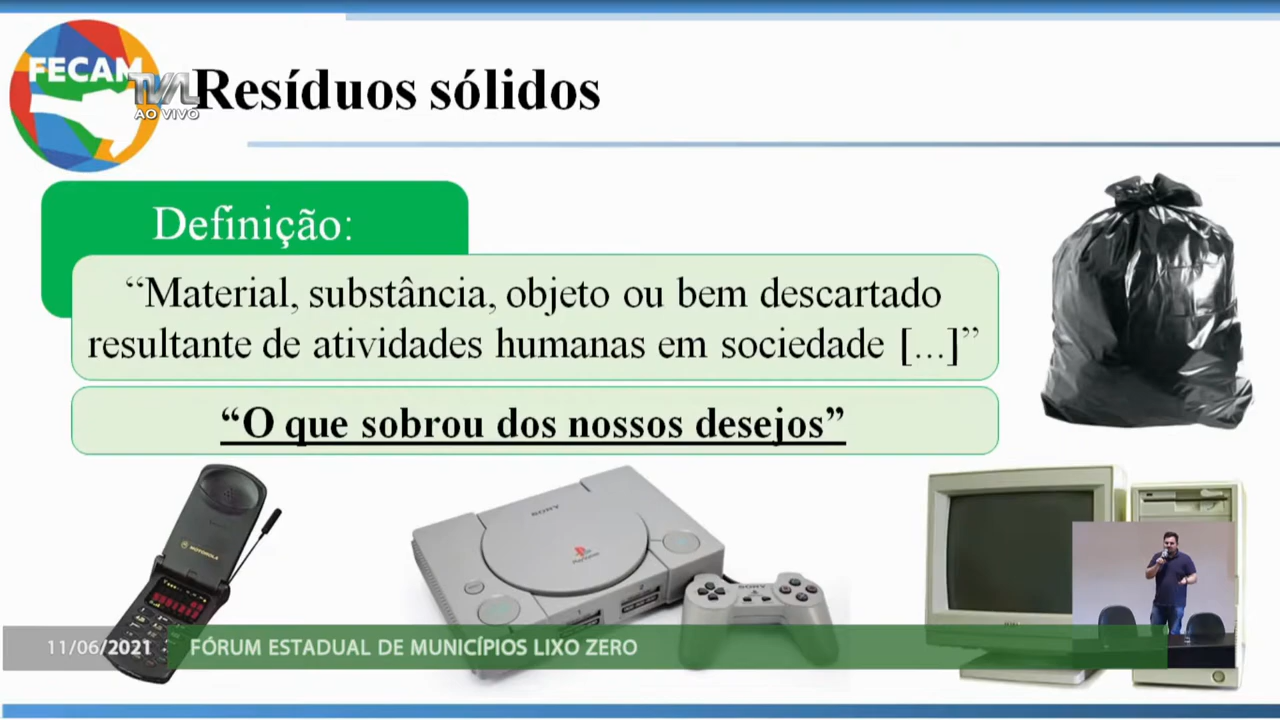 FECAM
TVAL
AO VIVO
Resíduos sólidos
Definição:
“Material, substância, objeto ou bem descartado
resultante de atividades humanas em sociedade [...]”
“O que sobrou dos nossos desejos”
MOTOROLA
SONY
PlayStation
SONY
11/06/2021
FÓRUM ESTADUAL DE MUNICÍPIOS LIXO ZERO